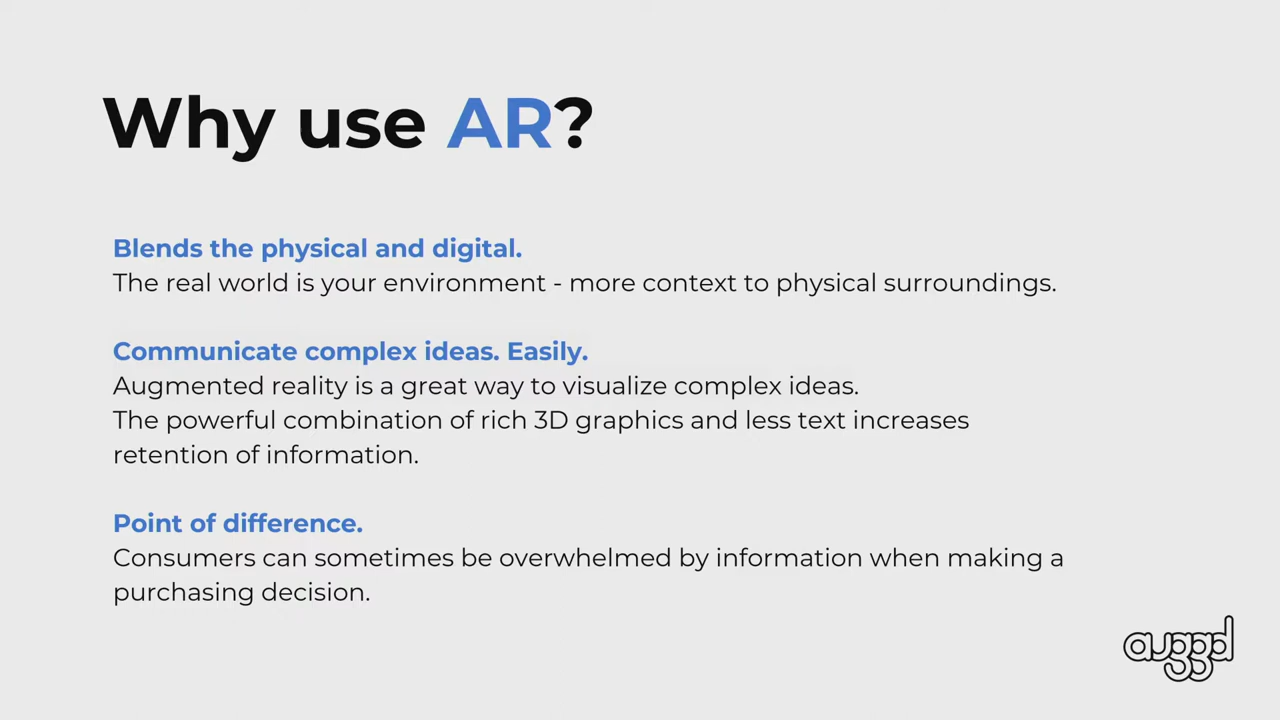 Why use AR?
Blends the physical and digital.
The real world is your environment - more context to physical surroundings.
Communicate complex ideas. Easily.
Augmented reality is a great way to visualize complex ideas.
The powerful combination of rich 3D graphics and less text increases
retention of information.
Point of difference.
Consumers can sometimes be overwhelmed by information when making a
purchasing decision.
auggd